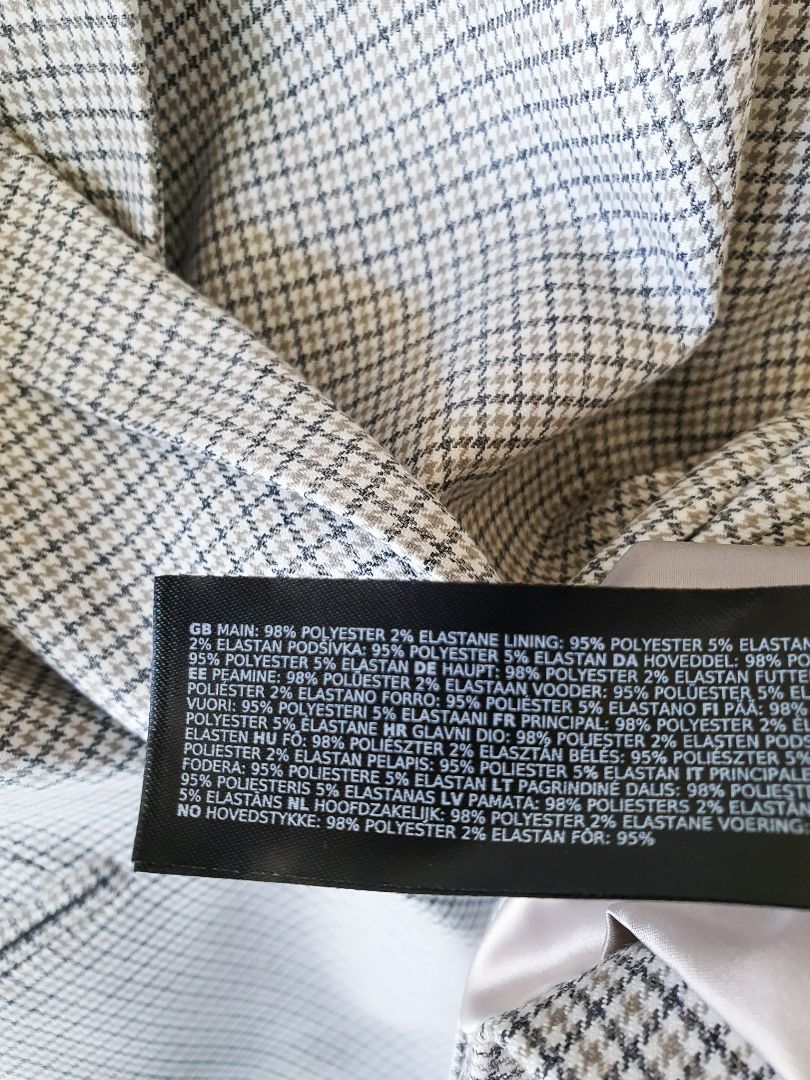 GB MAIN: 98% POLYESTER 2% ELASTANE LINING: 95% POLYESTER 5% ELASTAN
2% ELASTAN PODŠÍVKA: 95% POLYESTER 5% ELASTAN DA HOVEDDEL: 98% PO
95% POLYESTER 5% ELASTAN DE HAUPT: 98% POLYESTER 2% ELASTAN FUTTE
EE PEAMINE: 98% POLÜESTER 2% ELASTAAN VOODER: 95% POLÜESTER 5% EL
POLIÉSTER 2% ELASTANO FORRO: 95% POLIÉSTER 5% ELASTANO FI PÄÄ: 98%
VUORI: 95% POLYESTERI 5% ELASTAANI FR PRINCIPAL: 98% POLYESTER 2% ÉL
POLYESTER 5% ÉLASTANE HR GLAVNI DIO: 98% POLIESTER 2% ELASTEN POD
ELASTEN HU FŐ: 98% POLIÉSZTER 2% ELASZTÁN BÉLÉS: 95% POLIÉSZTER 5%
POLIESTER 2% ELASTAN PELAPIS: 95% POLIESTER 5% ELASTAN IT PRINCIPALE
FODERA: 95% POLIESTERE 5% ELASTAN LT PAGRINDINĖ DALIS: 98% POLIEST
95% POLIESTERIS 5% ELASTANAS LV PAMATA: 98% POLIESTERS 2% ELASTĀN
5% ELASTĀNS NL HOOFDZAKELIJK: 98% POLYESTER 2% ELASTANE VOERING:
NO HOVEDSTYKKE: 98% POLYESTER 2% ELASTAN FÔR: 95%